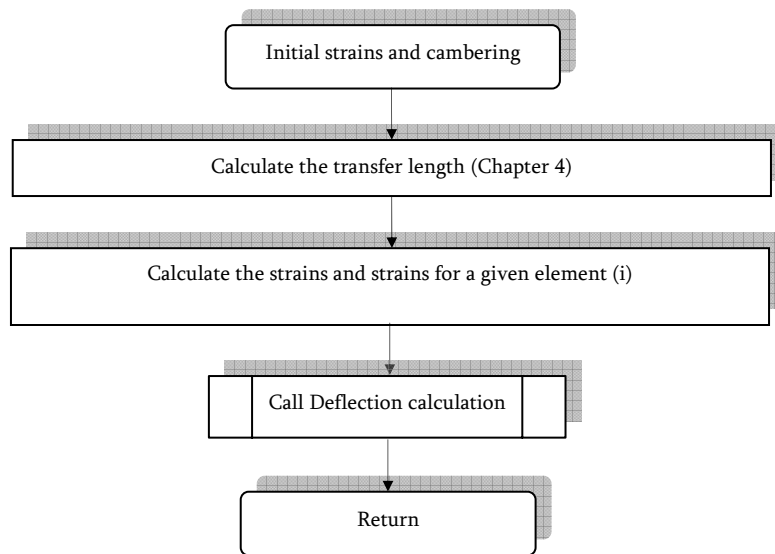 Initial strains and cambering
Calculate the transfer length (Chapter 4)
Calculate the strains and strains for a given element (i)
Call Deflection calculation
Return